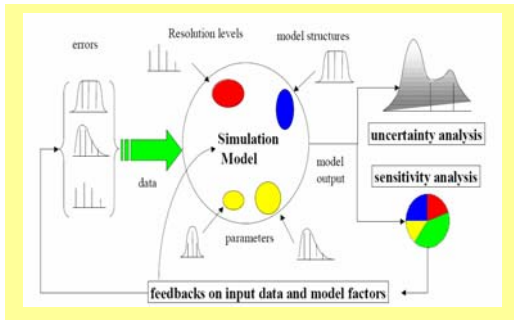 errors
Resolution levels
model structures
Simulation
Model
uncertainty analysis
model
output
sensitivity analysis
data
parameters
feedbacks on input data and model factors